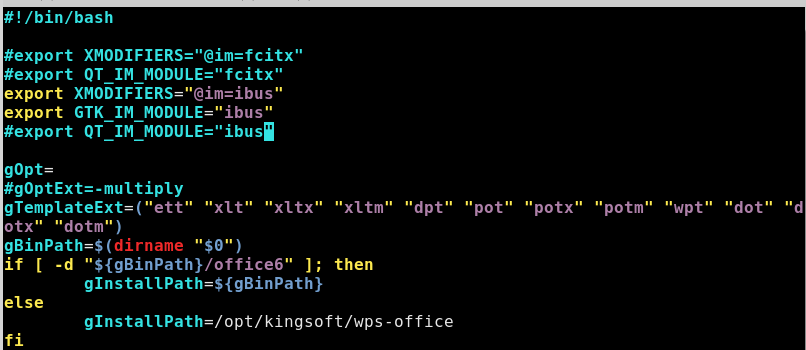 #!/bin/bash

#export XMODIFIERS="@im=fcitx"
#export QT_IM_MODULE="fcitx"
export XMODIFIERS="@im=ibus"
export GTK_IM_MODULE="ibus"
#export QT_IM_MODULE="ibus"

gOpt=
#gOptExt=-multiply
gTemplateExt=("ett" "xlt" "xltx" "xltm" "dpt" "pot" "potx" "potm" "wpt" "dot" "d
otx" "dotm")
gBinPath=$(dirname "$0")
if [ -d "${gBinPath}/office6" ]; then
        gInstallPath=${gBinPath}
else
        gInstallPath=/opt/kingsoft/wps-office
fi